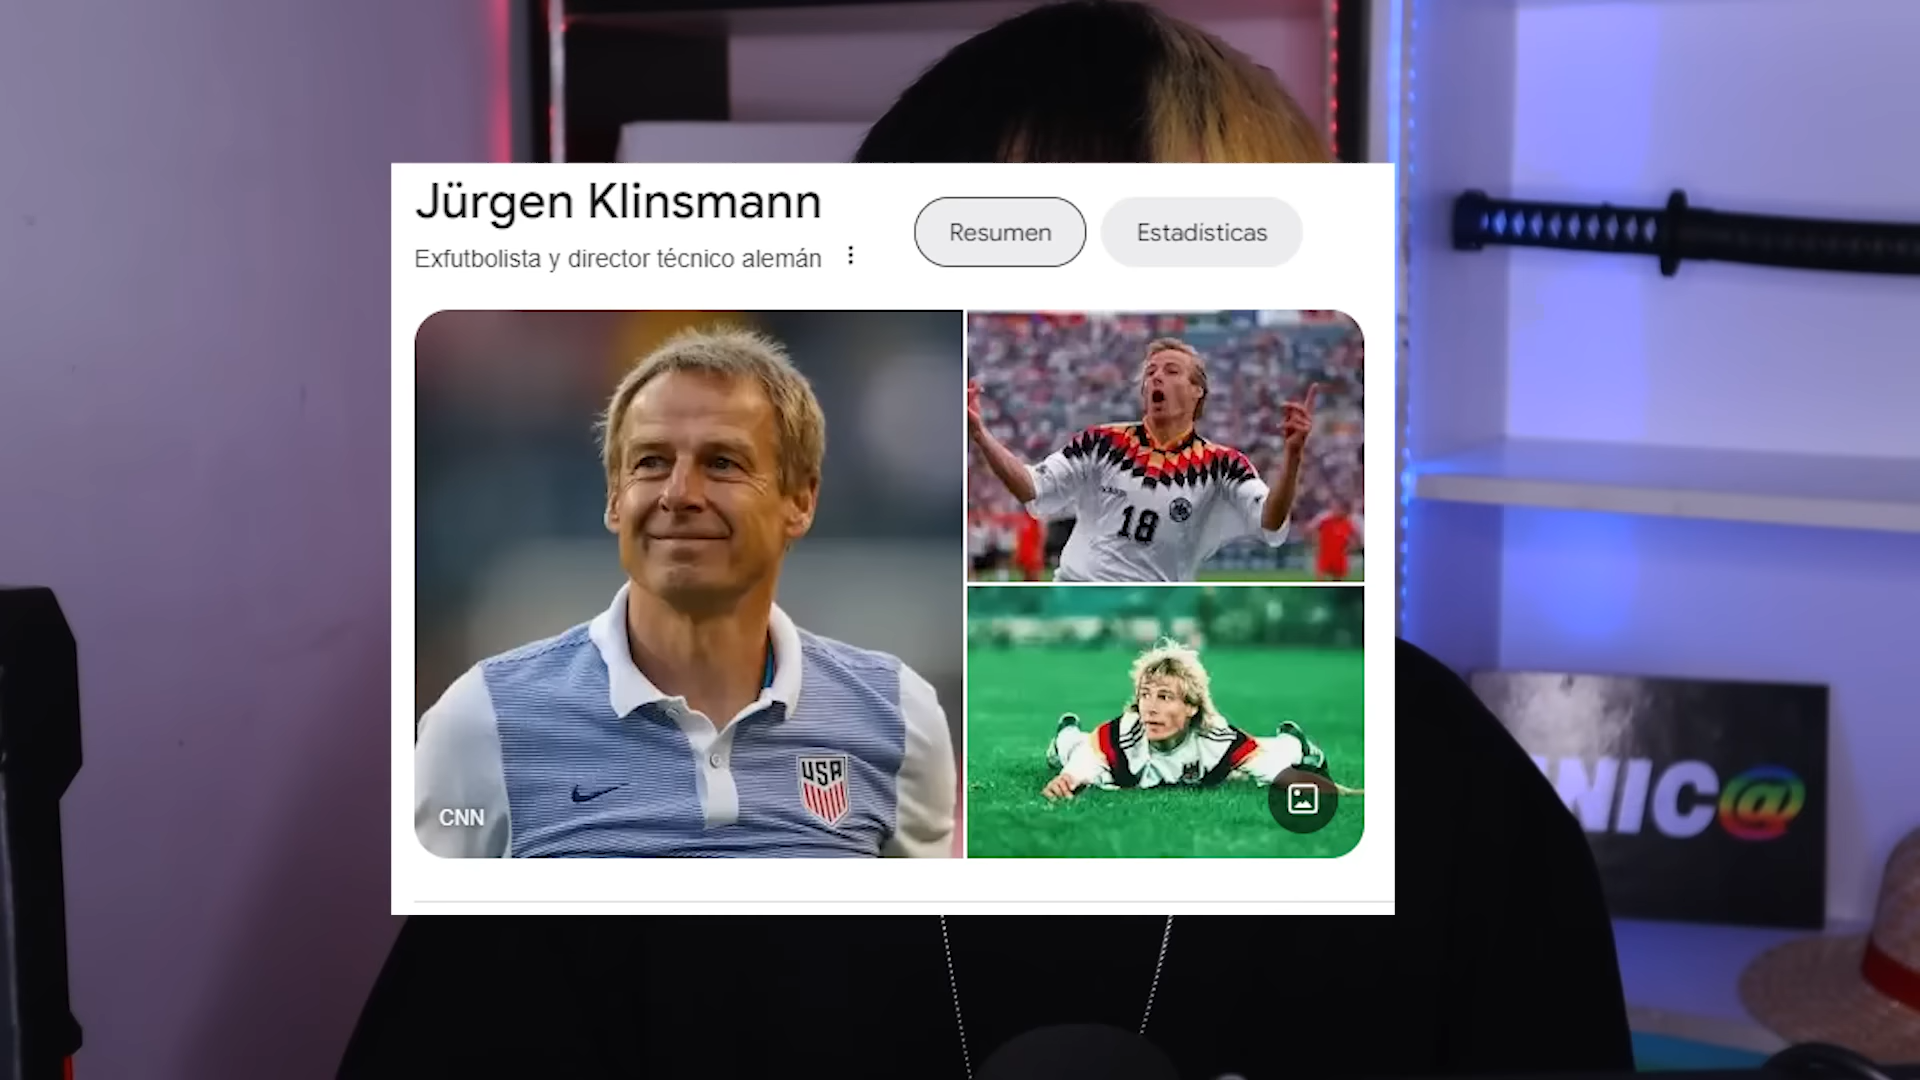 Jürgen Klinsmann
Exfutbolista y director técnico alemán
Resumen
Estadísticas
18
USA
CNN
NIC@